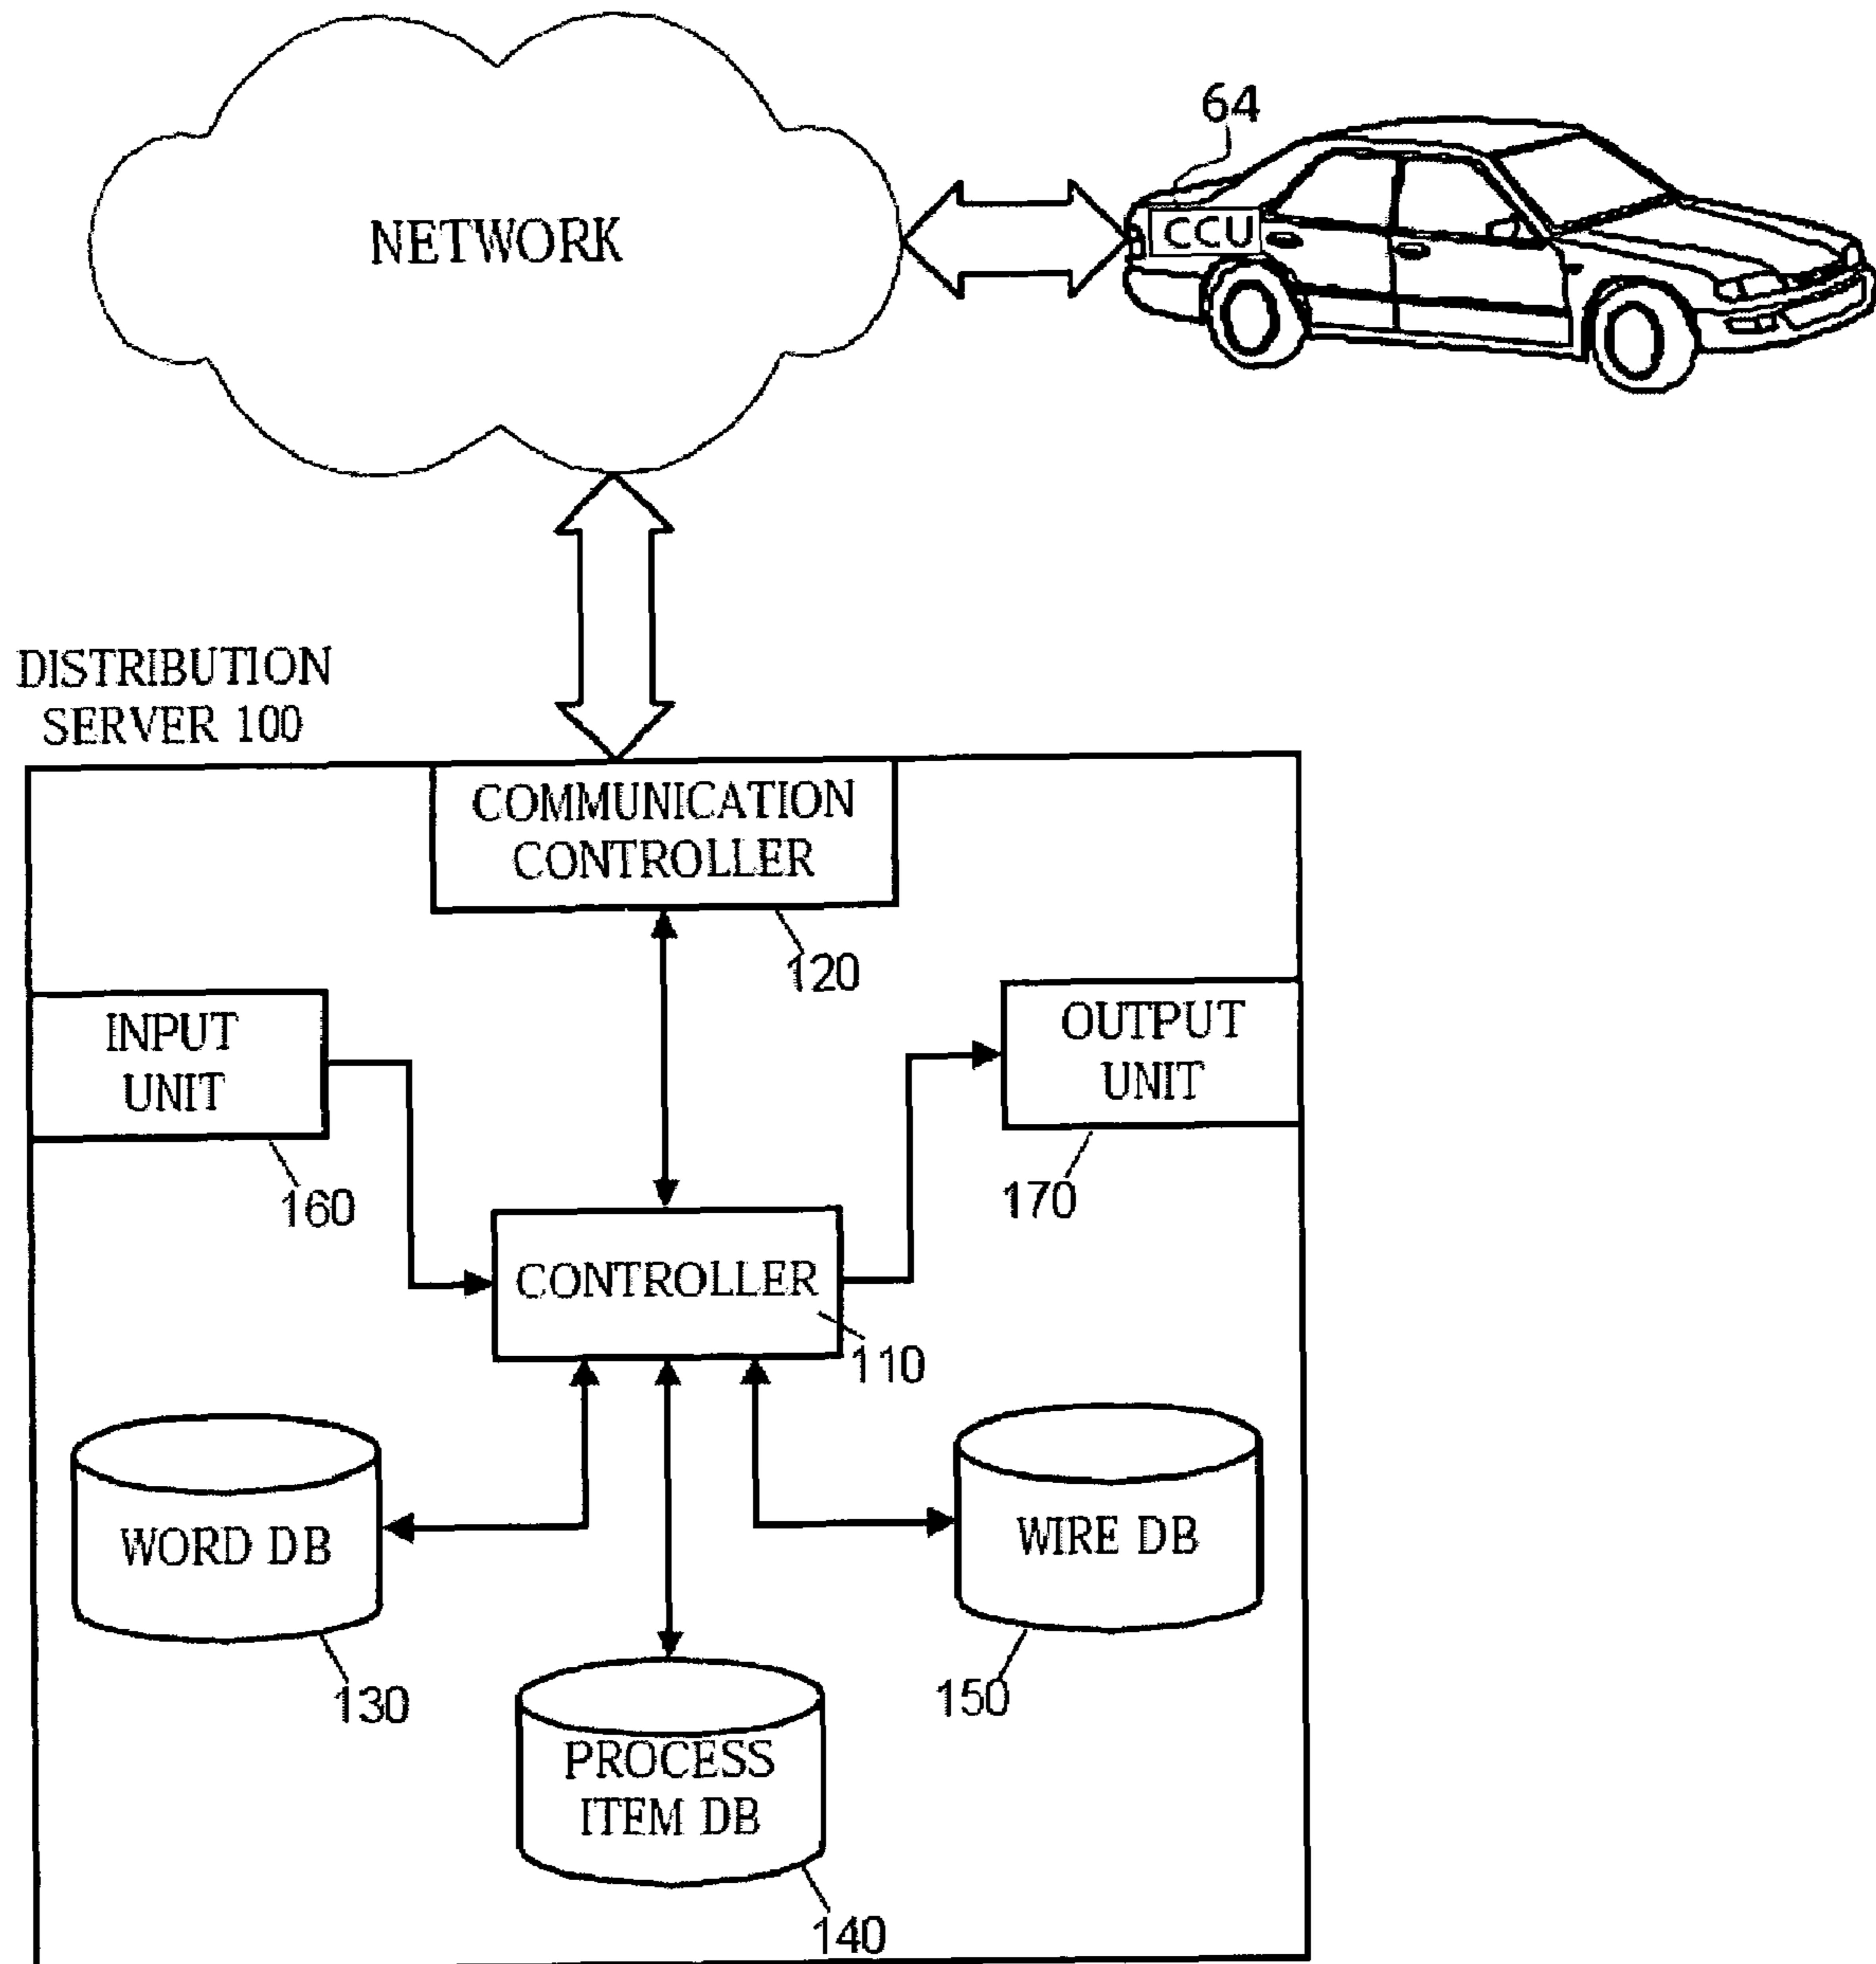 64
NETWORK
CCU
DISTRIBUTION
SERVER 100
COMMUNICATION
CONTROLLER
120
INPUT
UNIT
OUTPUT
UNIT
160
170
CONTROLLER
110
WORD DB
WIRE DB
130
150
PROCESS
ITEM DB
140